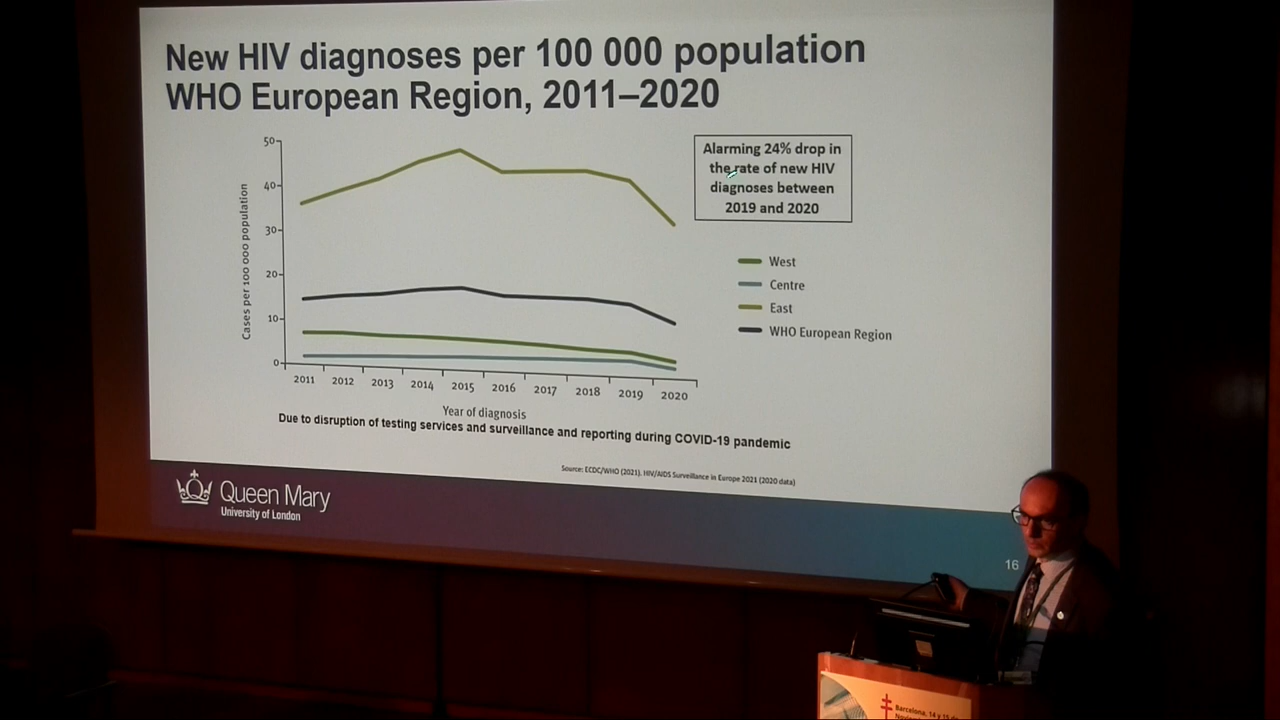 New HIV diagnoses per 100 000 population
WHO European Region, 2011–2020
Cases per 100 000 population
50
40
30
20
10
0
2011 2012 2013 2014 2015 2016 2017 2018 2019 2020
Year of diagnosis
Alarming 24% drop in
the rate of new HIV
diagnoses between
2019 and 2020
West
Centre
East
WHO European Region
Due to disruption of testing services and surveillance and reporting during COVID-19 pandemic
Source: ECDC/WHO (2021). HIV/AIDS Surveillance in Europe 2021 (2020 data)
Queen Mary
University of London
16
Barcelona, 14 y 15